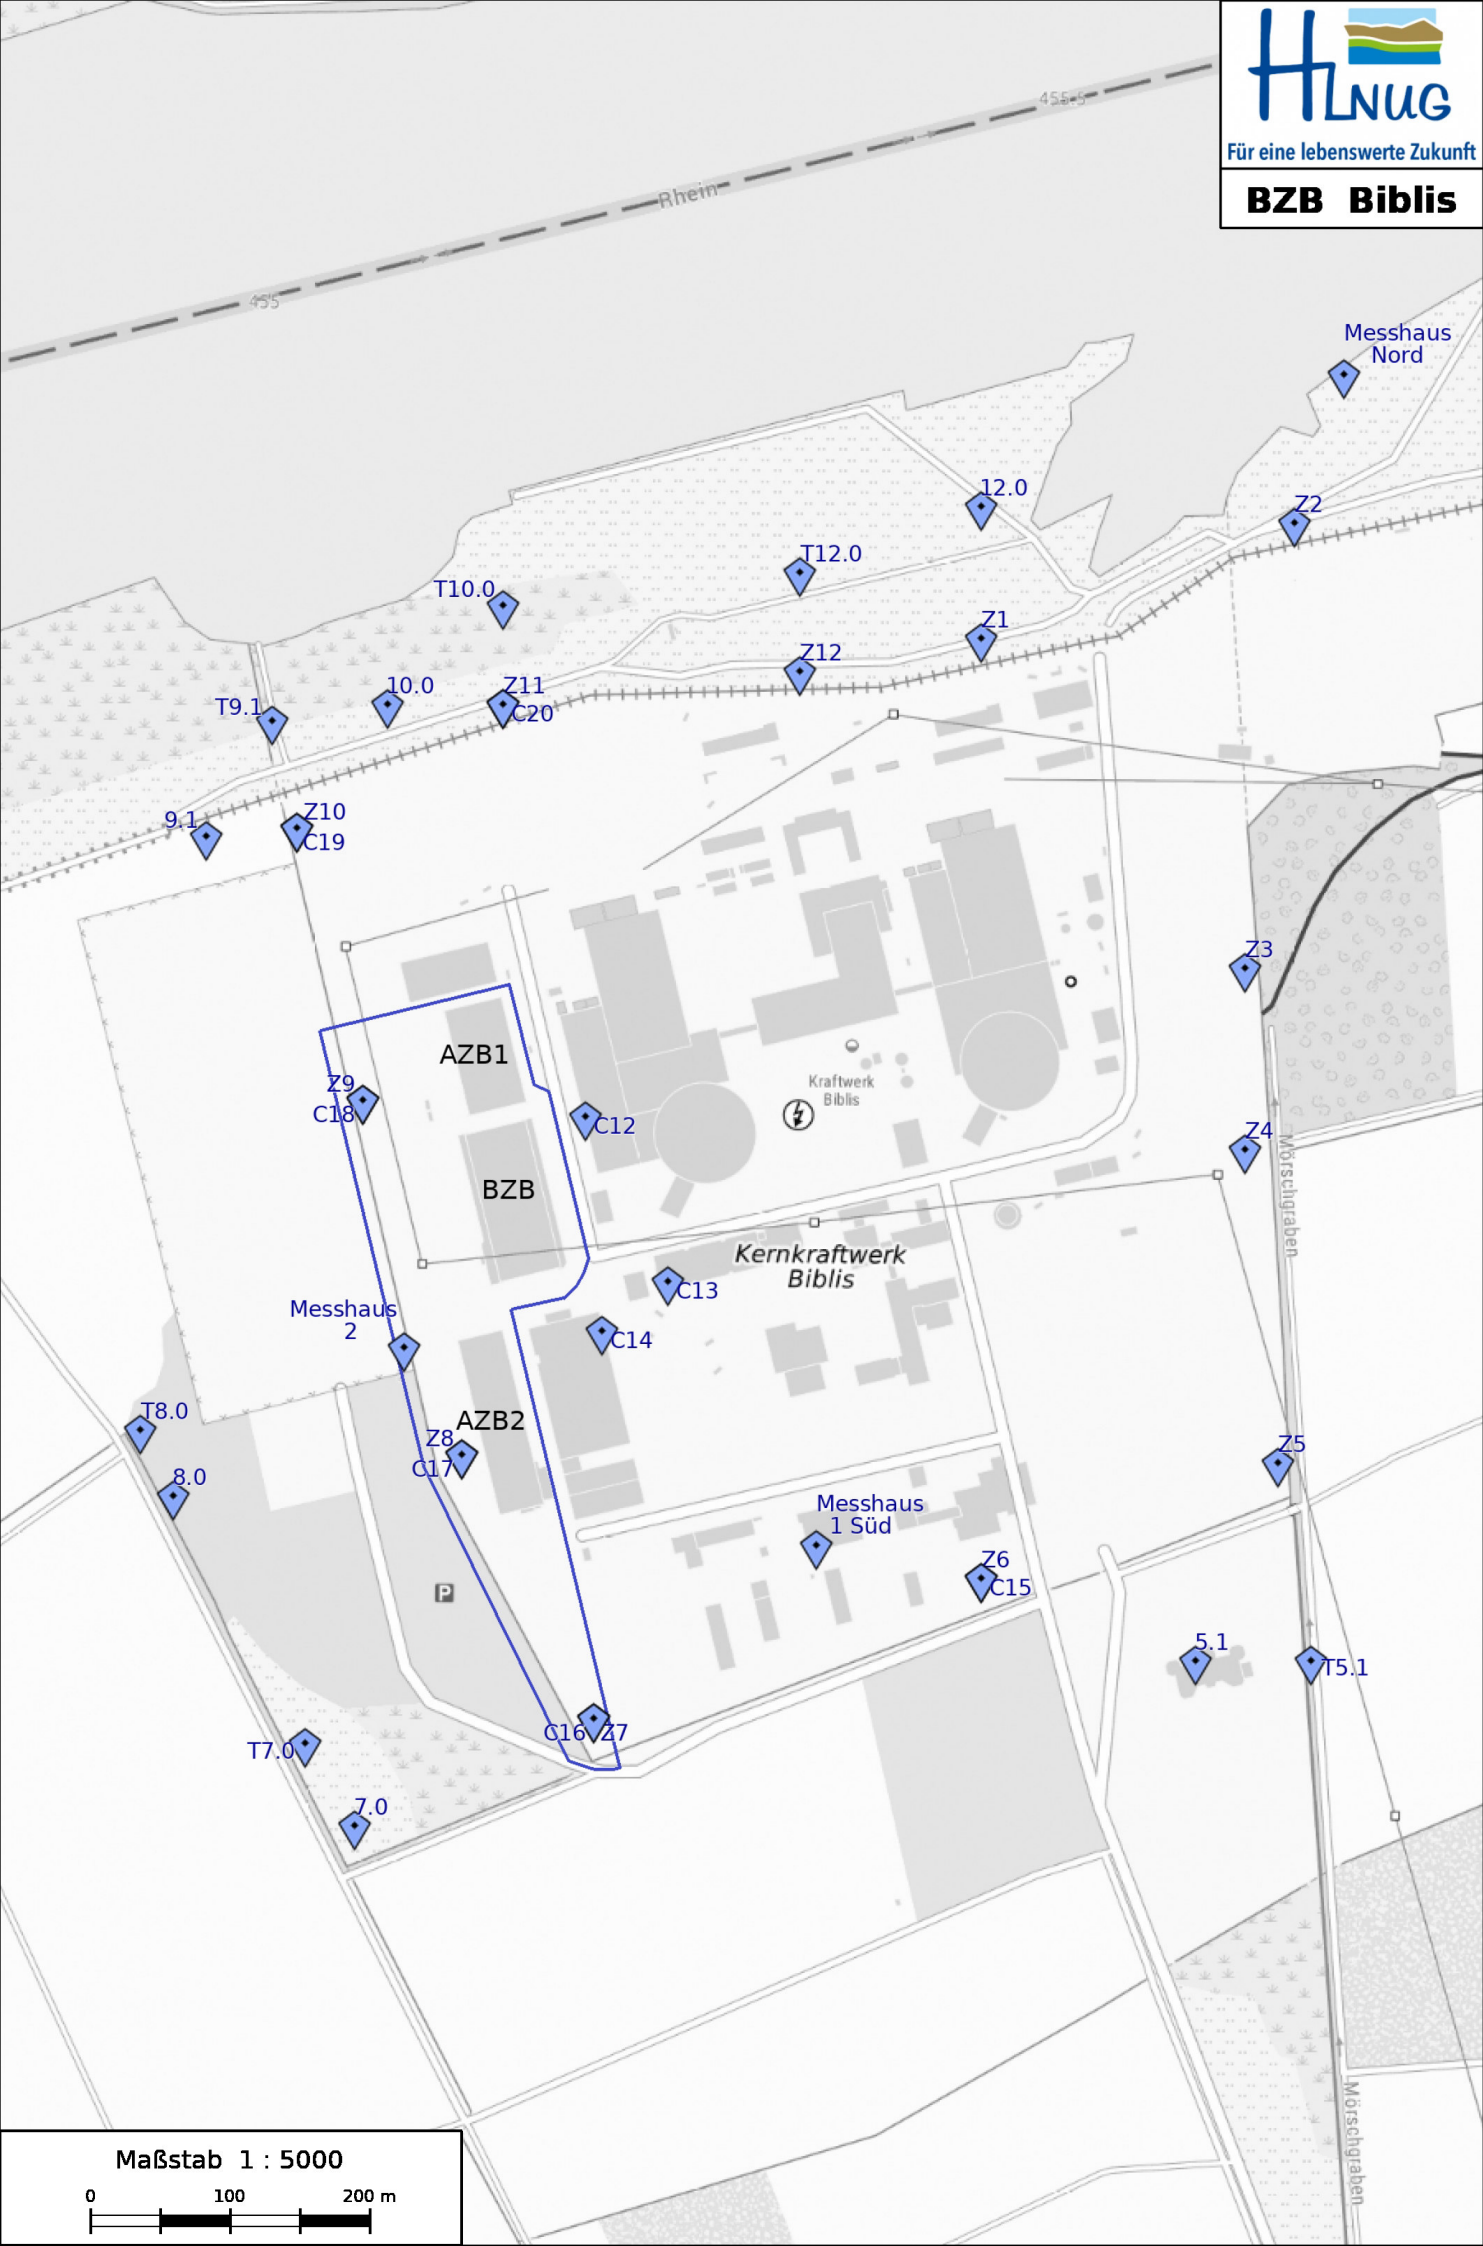 HLNUG
Für eine lebenswerte Zukunft
BZB Biblis
455.5
Rhein
455
Messhaus
Nord
12.0
Z2
T12.0
T10.0
Z1
Z12
10.0
Z11
T9.1
C20
Z10
9.1
C19
Z3
AZB1
Z9
Kraftwerk
Biblis
C18
C12
Z4
Mörschgraben
BZB
Kernkraftwerk
Biblis
C13
Messhaus
2
C14
T8.0
AZB2
Z8
Z5
C17
8.0
Messhaus
1 Süd
Z6
C15
P
5.1
T5.1
C16
Z7
T7.0
7.0
Mörschgraben
Maßstab 1 : 5000
0 100 200 m